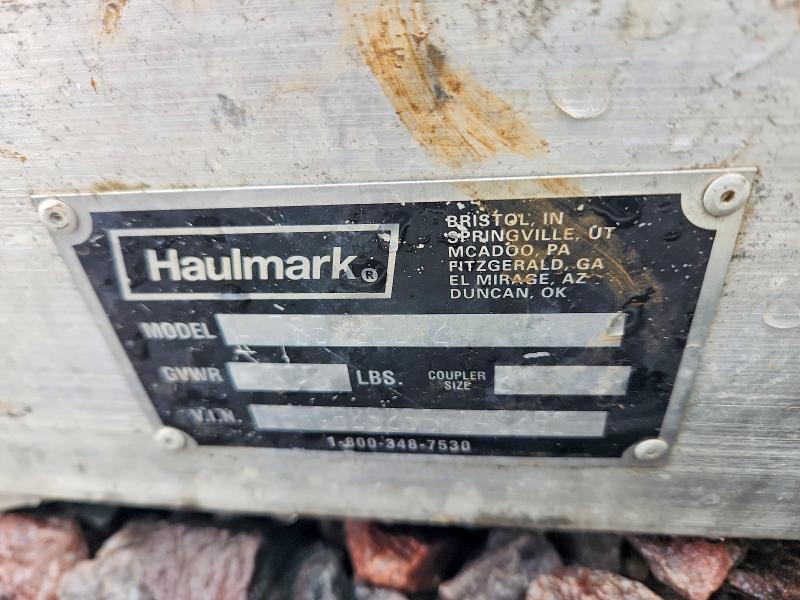 Haulmark®
BRISTOL, IN
SPRINGVILLE, UT
MCADOO, PA
FITZGERALD, GA
EL MIRAGE, AZ
DUNCAN, OK
MODEL
GVWR LBS. COUPLER SIZE
V.I.N.
1-800-348-7530